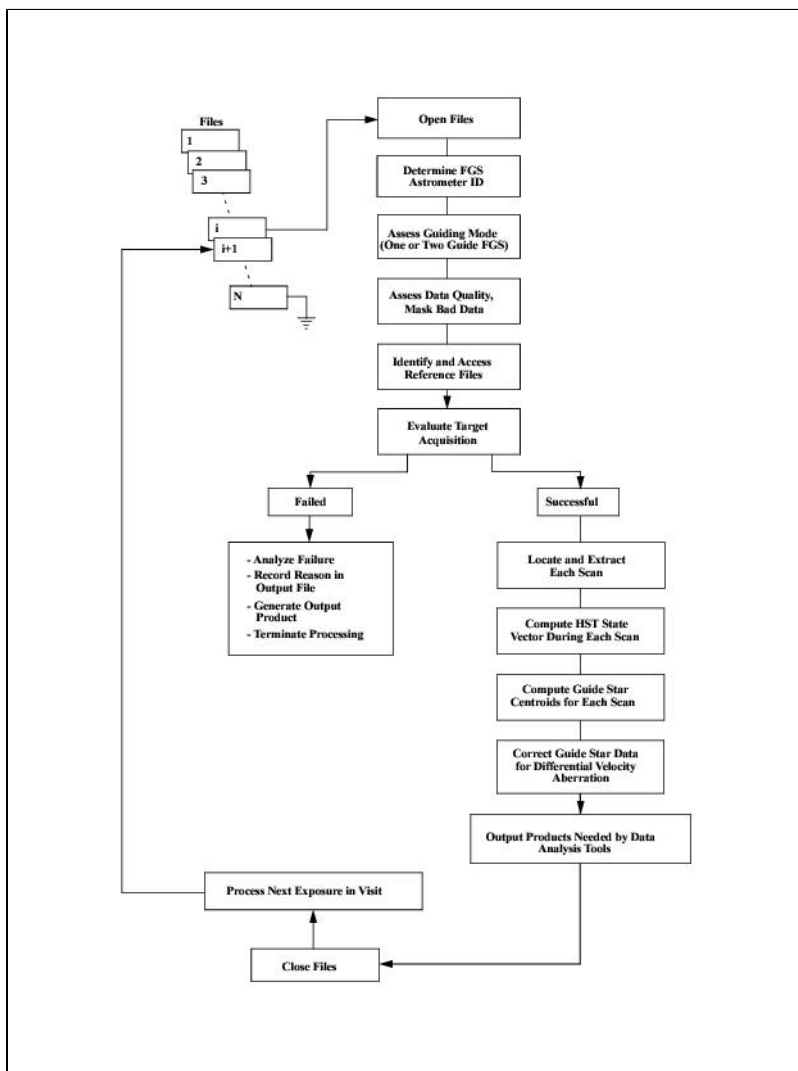 Files
1
2
3
i
i+1
N
Open Files
Determine FGS
Astrometer ID
Assess Guiding Mode
(One or Two Guide FGS)
Assess Data Quality,
Mask Bad Data
Identify and Access
Reference Files
Evaluate Target
Acquisition
Failed
- Analyze Failure
- Record Reason in
Output File
- Generate Output
Product
- Terminate Processing
Successful
Locate and Extract
Each Scan
Compute HST State
Vector During Each Scan
Compute Guide Star
Centroids for Each Scan
Correct Guide Star Data
for Differential Velocity
Aberration
Output Products Needed by Data
Analysis Tools
Close Files
Process Next Exposure in Visit